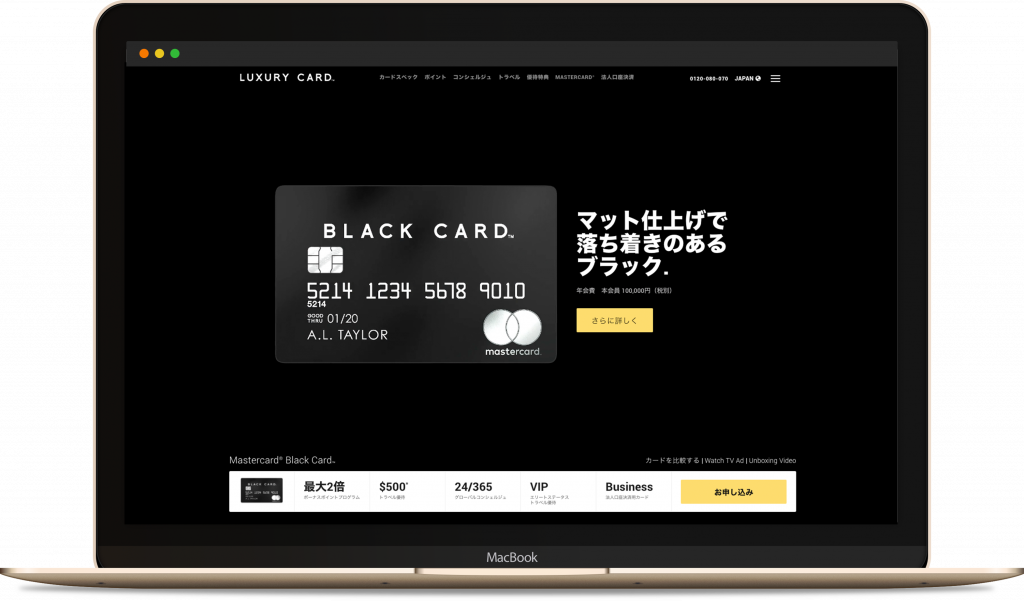 LUXURY CARD.
カードスペック ポイント コンシェルジュ トラベル 優待特典 MASTERCARD® 法人口座決済
0120-080-070 JAPAN
BLACK CARD™
5214 1234 5678 9010
5214
GOOD THRU 01/20
A.L. TAYLOR
mastercard.
マット仕上げで
落ち着きのある
ブラック.
年会費 本会員 100,000円（税別）
さらに詳しく
Mastercard® Black Card™
カードを比較する | Watch TV Ad | Unboxing Video
BLACK CARD
最大2倍
ボーナスポイントプログラム
$500*
トラベル優待
24/365
グローバルコンシェルジュ
VIP
エリートステータス
トラベル優待
Business
法人口座決済用カード
お申し込み
MacBook